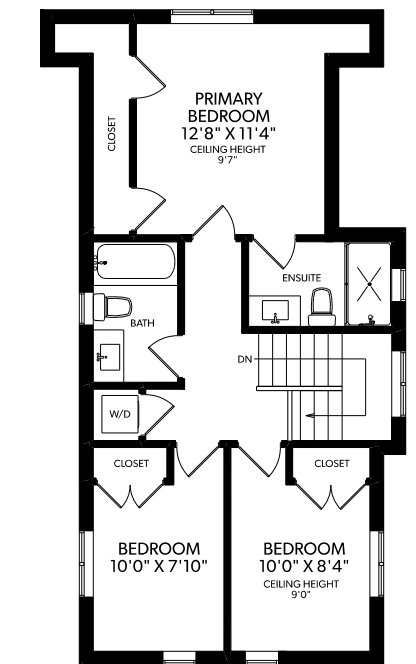 PRIMARY
BEDROOM
12'8" X 11'4"
CEILING HEIGHT
9'7"
CLOSET
ENSUITE
BATH
DN
W/D
CLOSET
CLOSET
BEDROOM
10'0" X 7'10"
BEDROOM
10'0" X 8'4"
CEILING HEIGHT
9'0"